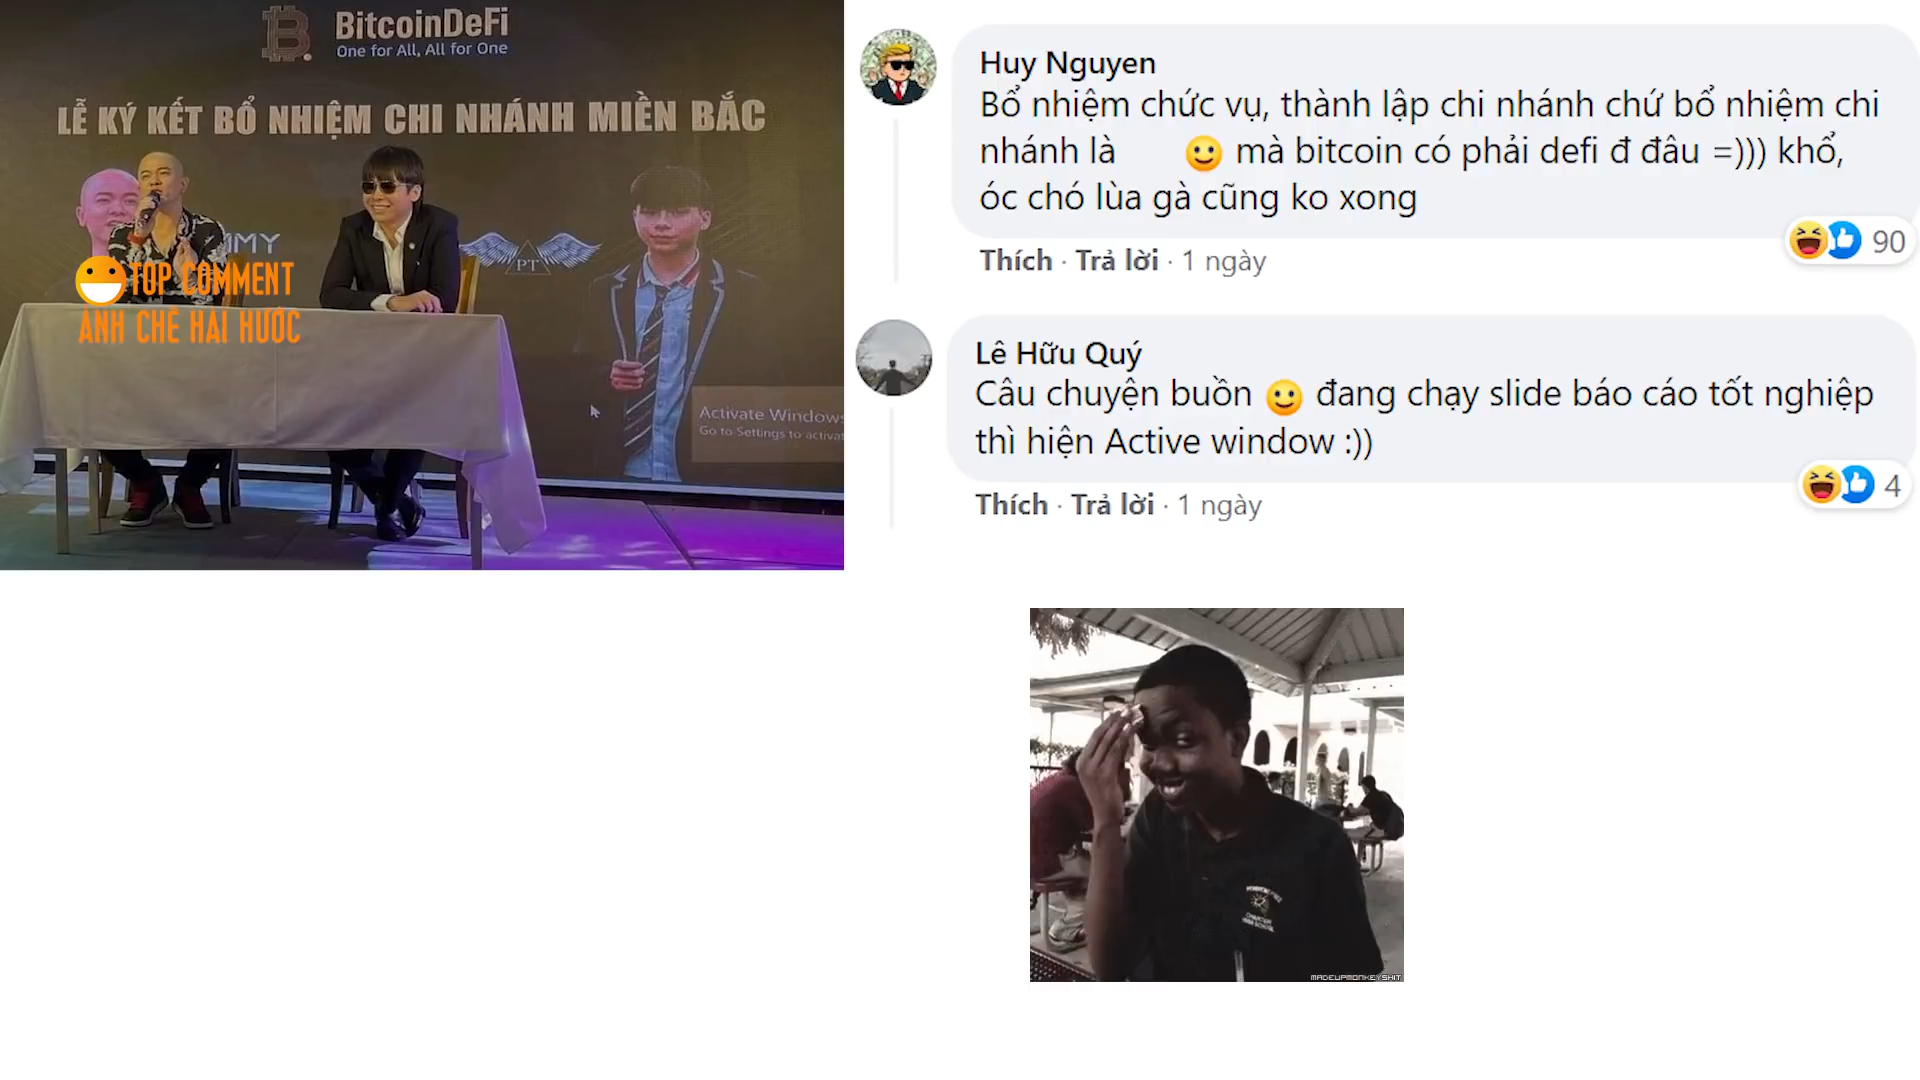 BitcoinDeFi
One for All, All for One
LỄ KÝ KẾT BỔ NHIỆM CHI NHÁNH MIỀN BẮC
MMY
PT
TOP COMMENT
ẢNH CHẾ HÀI HƯỚC
Activate Windows
Go to Settings to activat
Huy Nguyen
Bổ nhiệm chức vụ, thành lập chi nhánh chứ bổ nhiệm chi
nhánh là 🙂 mà bitcoin có phải defi đ đâu =))) khổ,
óc chó lùa gà cũng ko xong
90
Thích · Trả lời · 1 ngày
Lê Hữu Quý
Câu chuyện buồn 🙂 đang chạy slide báo cáo tốt nghiệp
thì hiện Active window :))
4
Thích · Trả lời · 1 ngày
MADEUPMONKEYSHIT